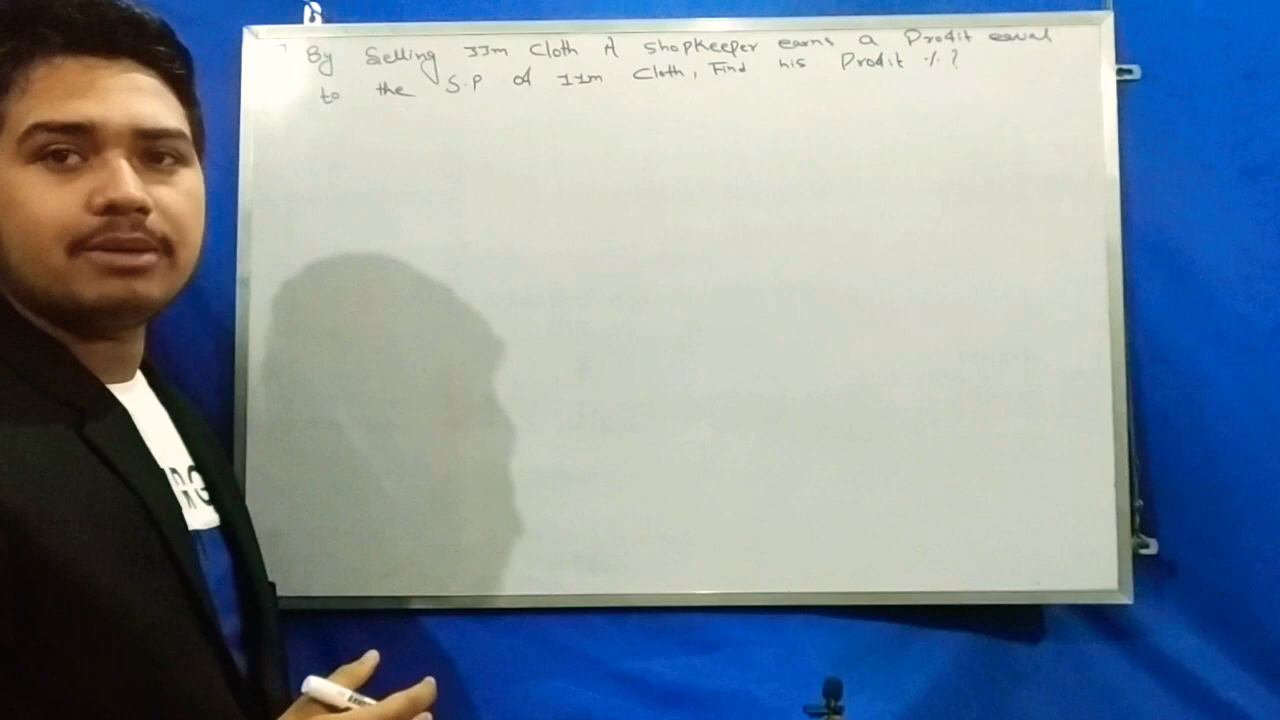 By Selling 33m Cloth A Shopkeeper earns a Profit equal
to the S.P of 11m Cloth, Find his Profit %?